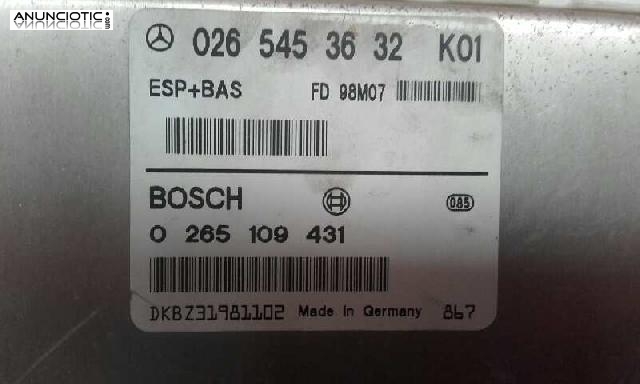 ANUNCIOTIC
.COM
026 545 36 32 K01
ESP+BAS FD 98M07
BOSCH 085
0 265 109 431
DKBZ31981102 Made in Germany 867